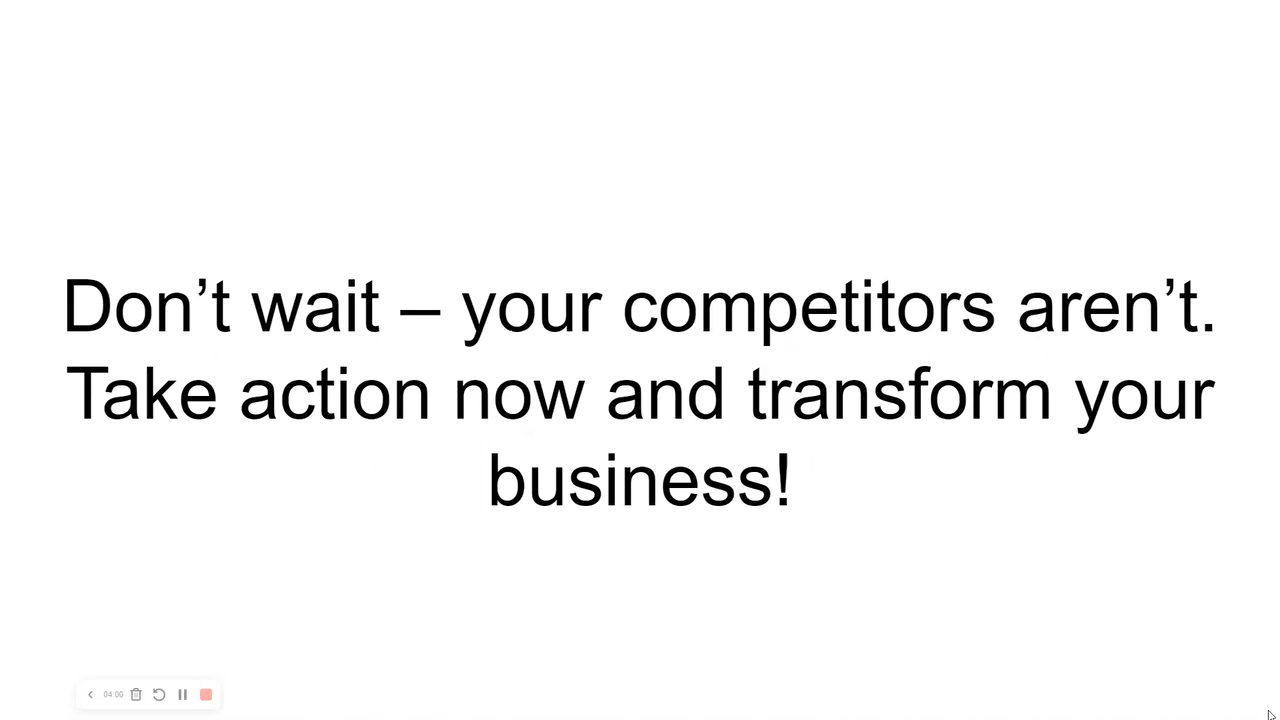 Don’t wait – your competitors aren’t.
Take action now and transform your
business!
04:00